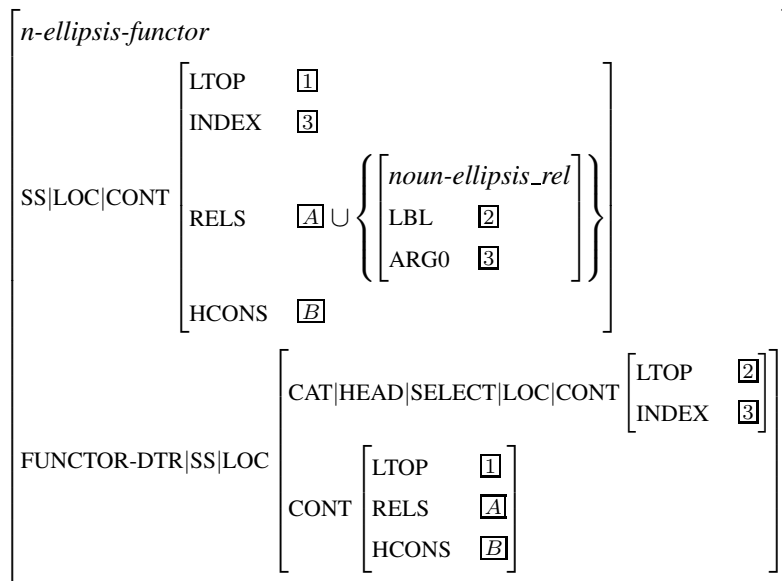 n-ellipsis-functor
SS|LOC|CONT
LTOP 1
INDEX 3
RELS A ∪ { noun-ellipsis_rel
LBL 2
ARG0 3 }
HCONS B
FUNCTOR-DTR|SS|LOC
CAT|HEAD|SELECT|LOC|CONT
LTOP 2
INDEX 3
CONT
LTOP 1
RELS A
HCONS B